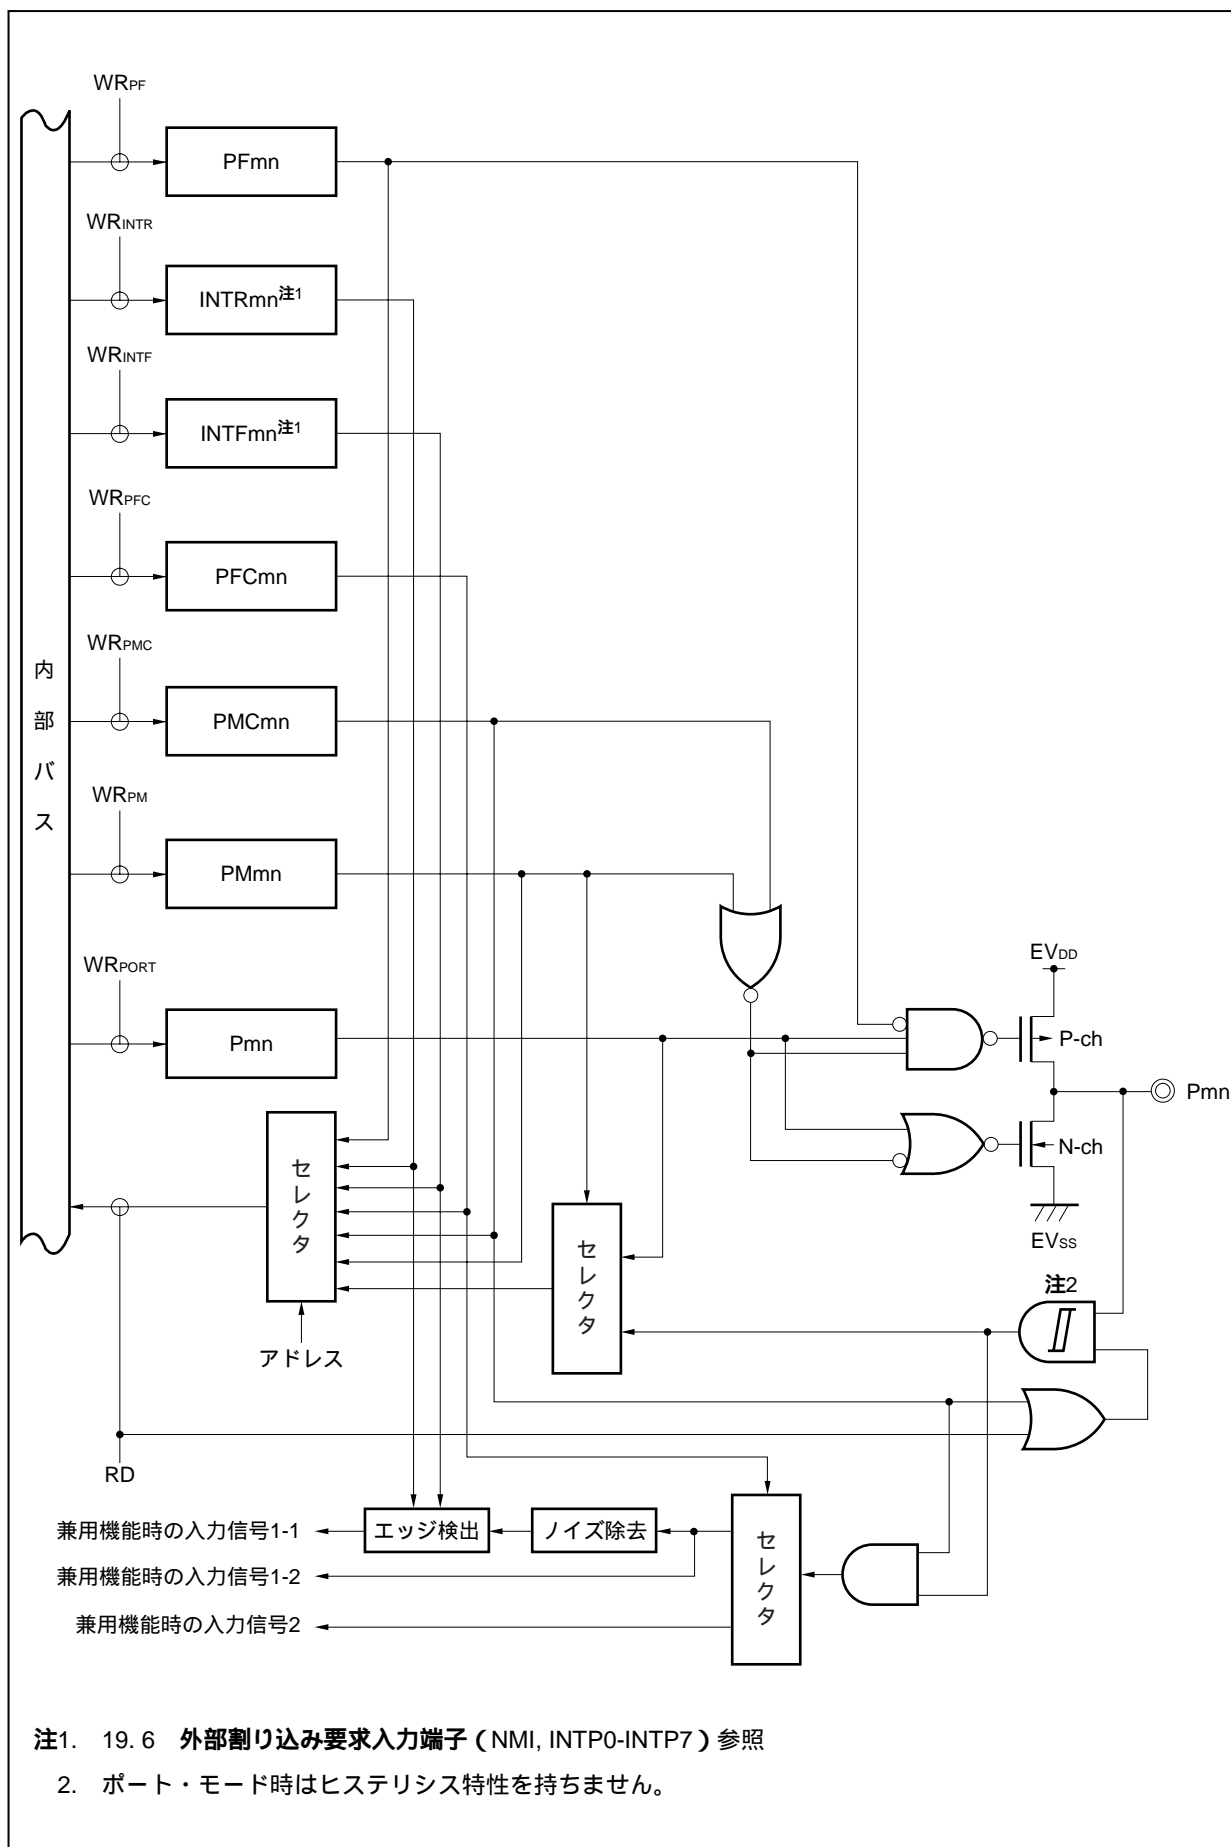 WRPF
PFmn
WRINTR
INTRmn注1
WRINTF
INTFmn注1
WRPFC
PFCmn
WRPMC
PMCmn
内部バス
WRPM
PMmn
WRPORT
Pmn
EVDD
P-ch
Pmn
N-ch
EVSS
セレクタ
セレクタ
注2
アドレス
RD
兼用機能時の入力信号1-1
エッジ検出
ノイズ除去
セレクタ
兼用機能時の入力信号1-2
兼用機能時の入力信号2
注1. 19. 6 外部割り込み要求入力端子（NMI, INTP0-INTP7）参照
2. ポート・モード時はヒステリシス特性を持ちません。